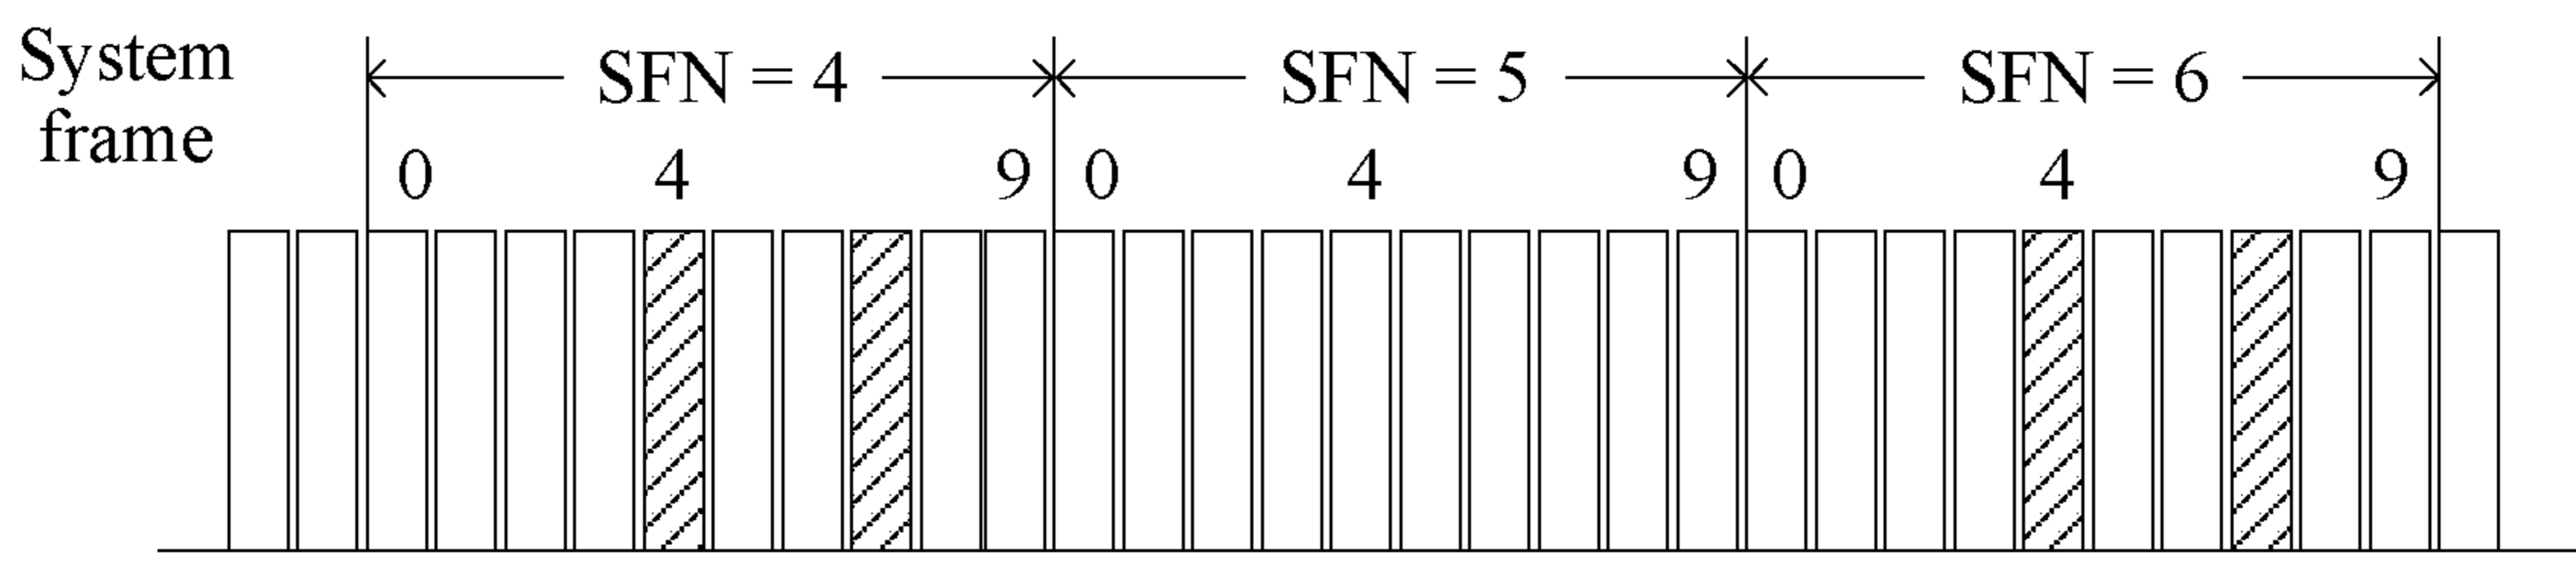 System
frame
SFN = 4
SFN = 5
SFN = 6
0 4 9 0 4 9 0 4 9